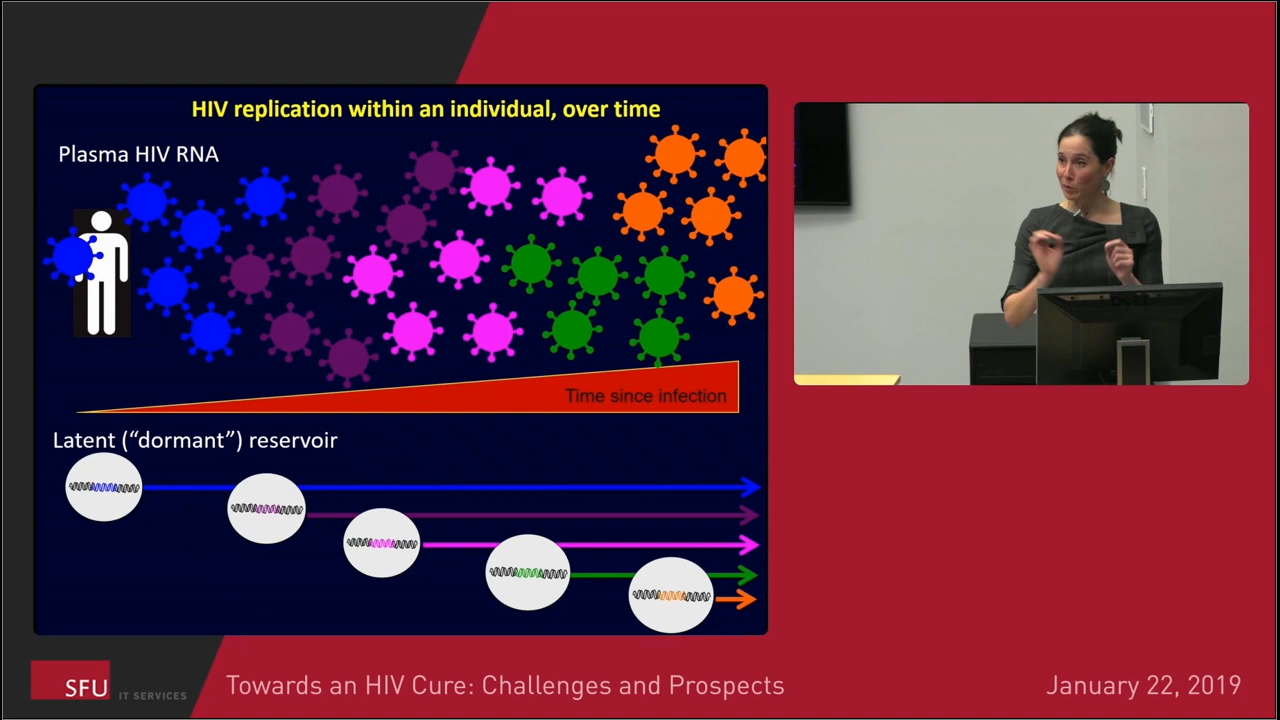 HIV replication within an individual, over time
Plasma HIV RNA
Time since infection
Latent (“dormant”) reservoir
DELL
SFU IT SERVICES
Towards an HIV Cure: Challenges and Prospects
January 22, 2019